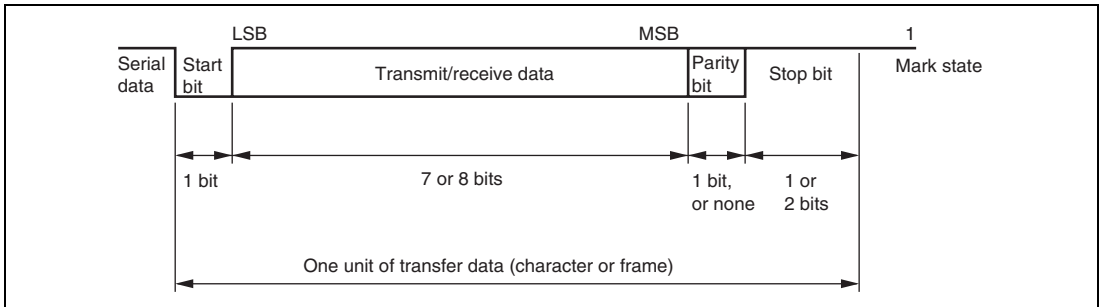 LSB
MSB
1
Serial
data
Start
bit
Transmit/receive data
Parity
bit
Stop bit
Mark state
1 bit
7 or 8 bits
1 bit,
or none
1 or
2 bits
One unit of transfer data (character or frame)